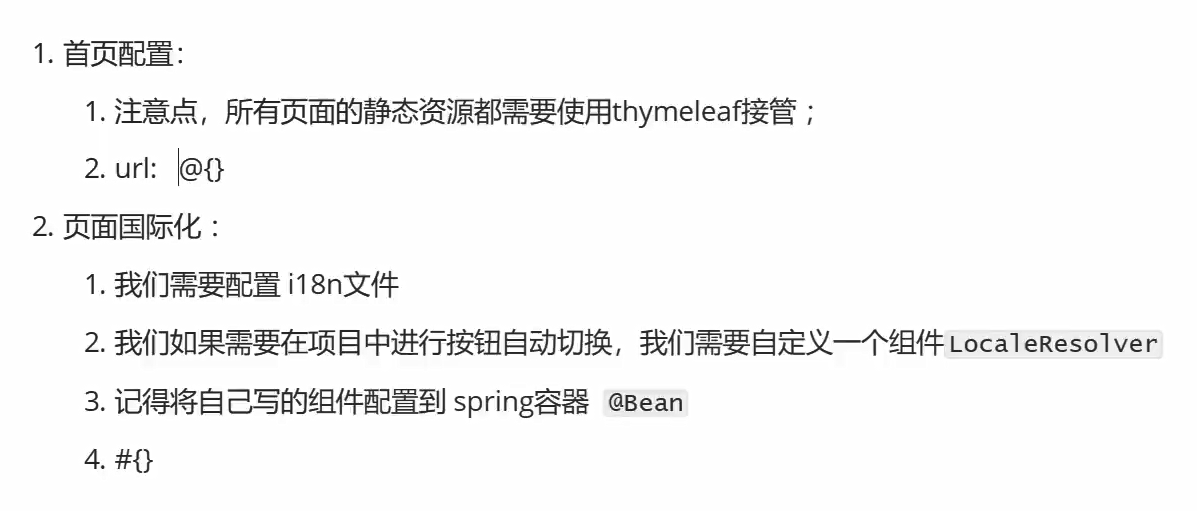 1. 首页配置：
1. 注意点，所有页面的静态资源都需要使用thymeleaf接管；
2. url: @{}
2. 页面国际化：
1. 我们需要配置 i18n文件
2. 我们如果需要在项目中进行按钮自动切换，我们需要自定义一个组件LocaleResolver
3. 记得将自己写的组件配置到 spring容器 @Bean
4. #{}